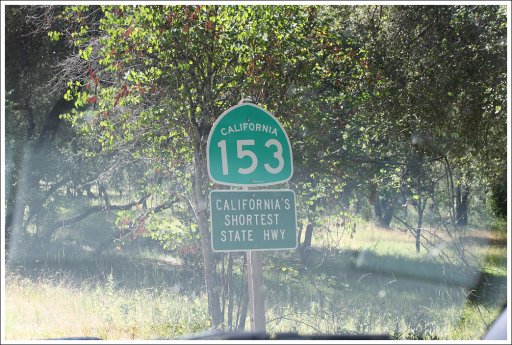 CALIFORNIA
153
CALIFORNIA'S
SHORTEST
STATE HWY